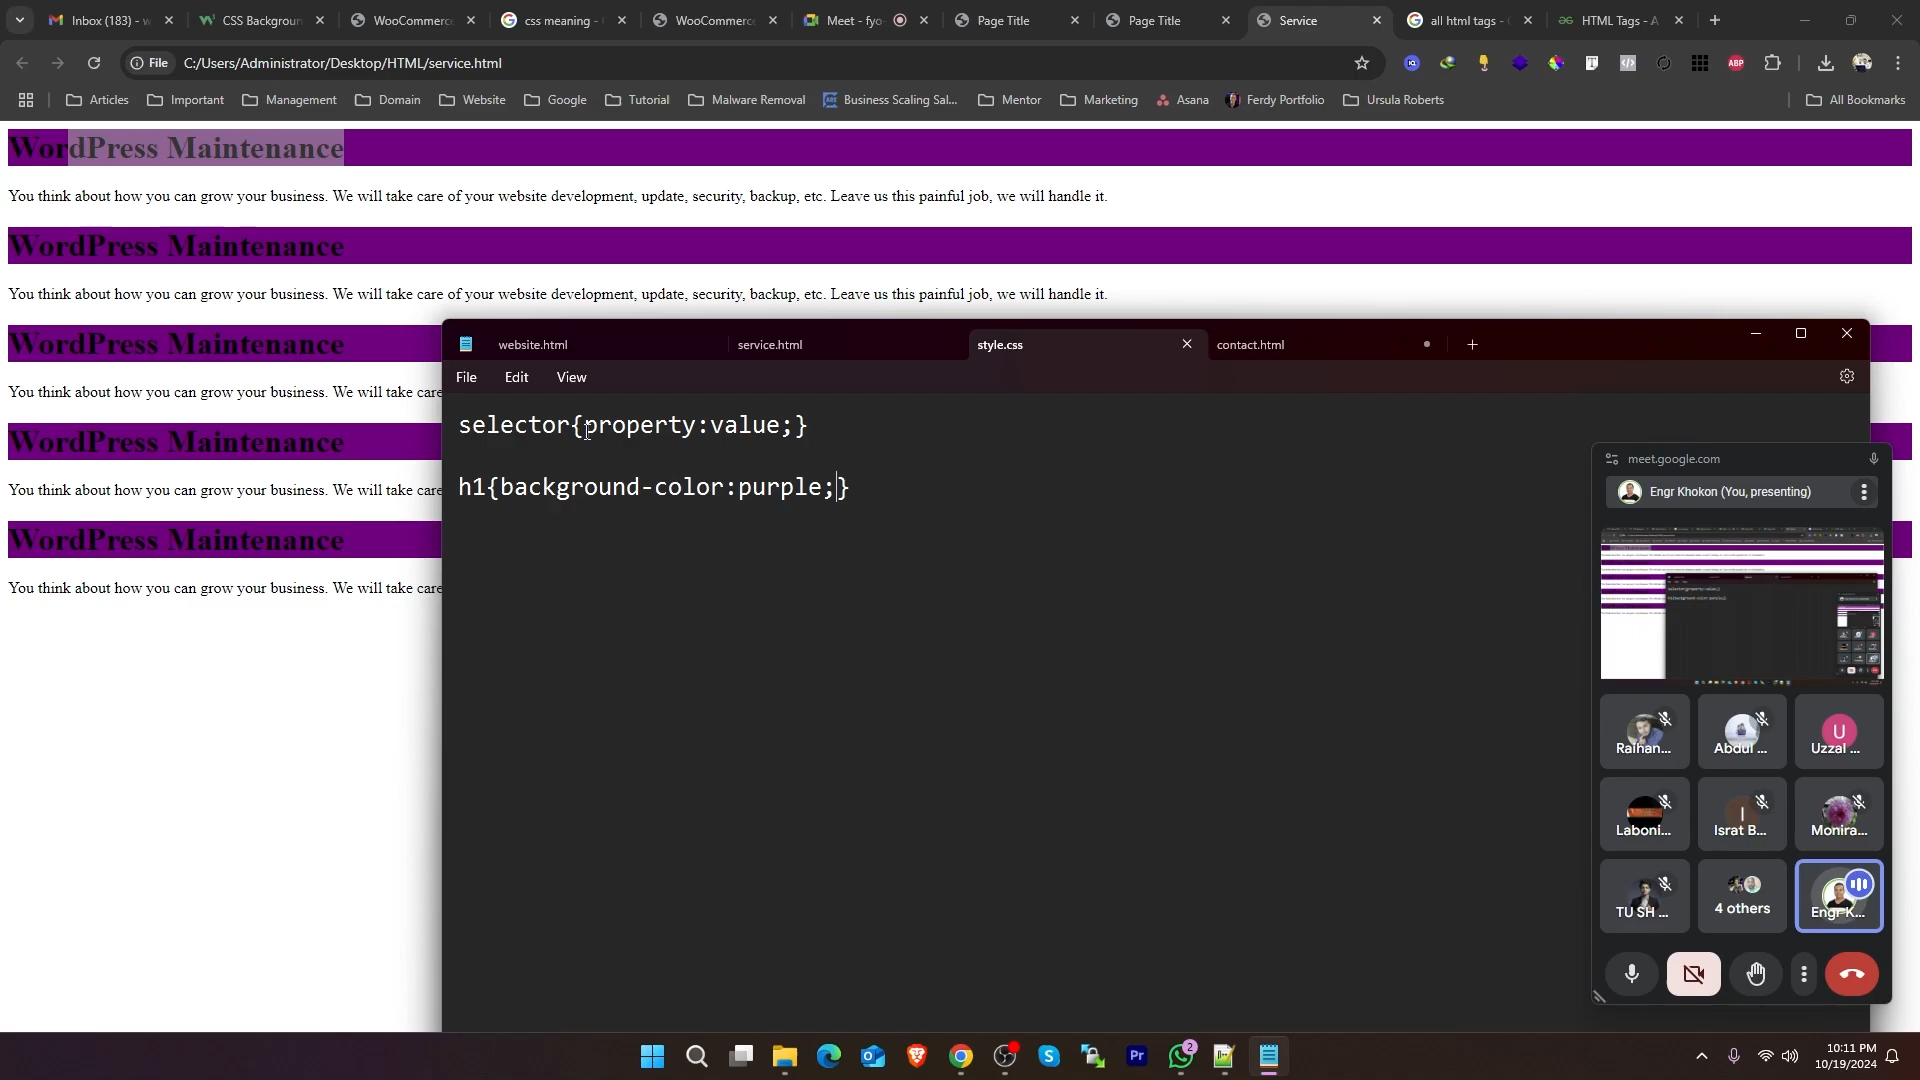 Inbox (183) - w
CSS Backgroun
WooCommerc
css meaning -
WooCommerc
Meet - fyo
Page Title
Page Title
Service
all html tags -
HTML Tags - A
File
C:/Users/Administrator/Desktop/HTML/service.html
ABP
Articles
Important
Management
Domain
Website
Google
Tutorial
Malware Removal
Business Scaling Sal...
Mentor
Marketing
Asana
Ferdy Portfolio
Ursula Roberts
All Bookmarks
WordPress Maintenance
You think about how you can grow your business. We will take care of your website development, update, security, backup, etc. Leave us this painful job, we will handle it.
WordPress Maintenance
You think about how you can grow your business. We will take care of your website development, update, security, backup, etc. Leave us this painful job, we will handle it.
WordPress Maintenance
You think about how you can grow your business. We will take care
WordPress Maintenance
You think about how you can grow your business. We will take care
WordPress Maintenance
You think about how you can grow your business. We will take care
website.html
service.html
style.css
contact.html
File
Edit
View
selector{property:value;}
h1{background-color:purple;}
meet.google.com
Engr Khokon (You, presenting)
Raihan...
Abdul ...
U
Uzzal ...
Laboni...
I
Israt B...
Monira...
TU SH ...
4 others
Engr K...
S
Pr
2
10:11 PM
10/19/2024